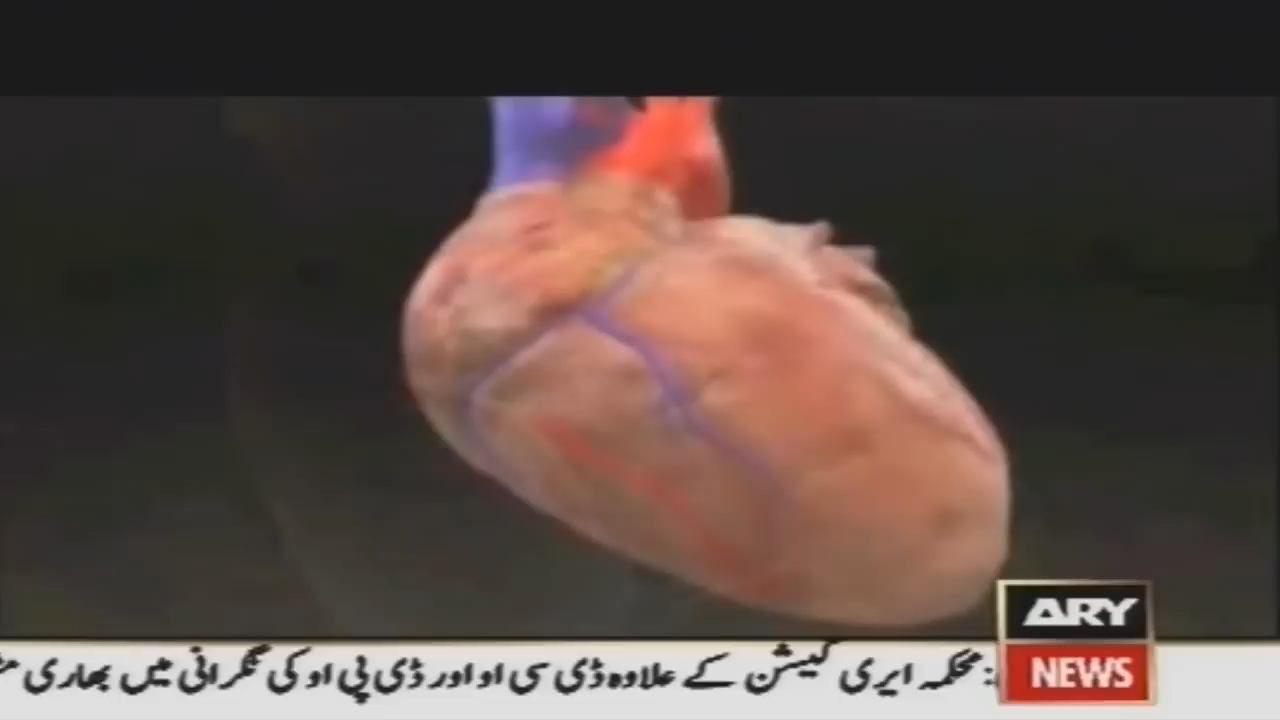 ARY
NEWS
: محکمہ ایری گیشن کے علاوہ ڈی سی او اور ڈی پی او کی نگرانی میں بھاری